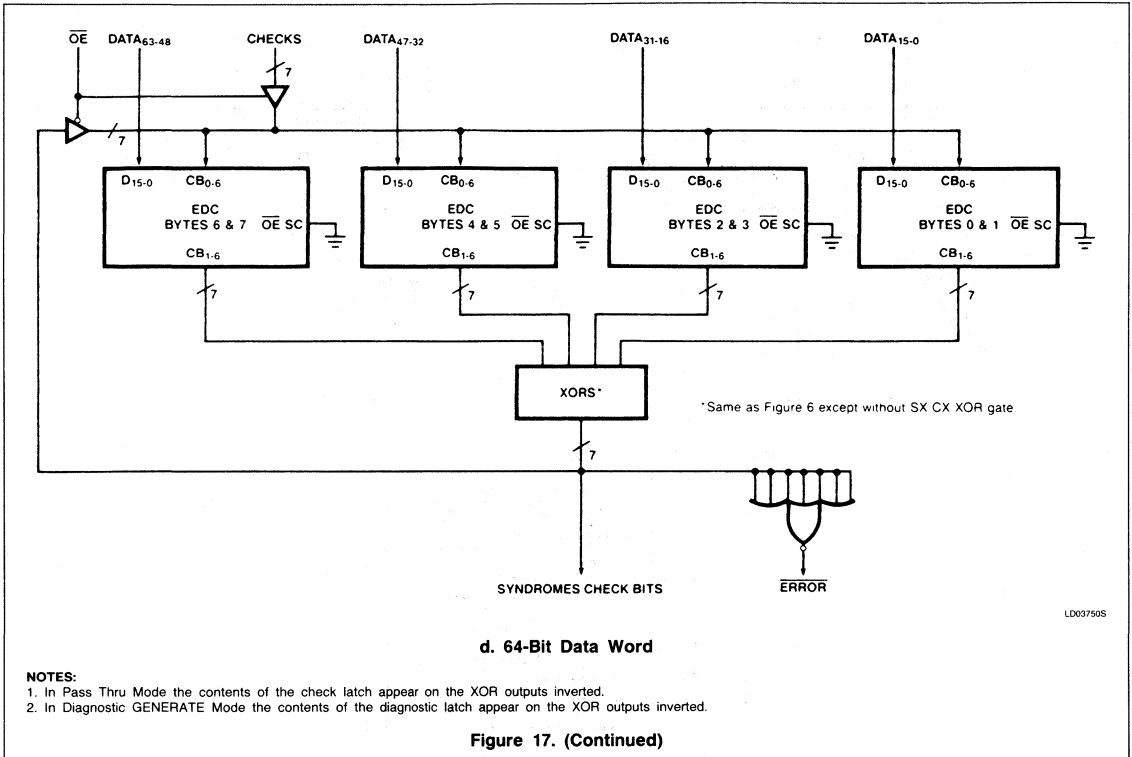 OE DATA63-48 CHECKS DATA47-32 DATA31-16 DATA15-0
7
7
D15-0 CB0-6 D15-0 CB0-6 D15-0 CB0-6 D15-0 CB0-6
EDC EDC EDC EDC
BYTES 6 & 7 OE SC BYTES 4 & 5 OE SC BYTES 2 & 3 OE SC BYTES 0 & 1 OE SC
CB1-6 CB1-6 CB1-6 CB1-6
7 7 7 7
XORS*
*Same as Figure 6 except without SX CX XOR gate
7
SYNDROMES CHECK BITS ERROR
LD03750S
d. 64-Bit Data Word
NOTES:
1. In Pass Thru Mode the contents of the check latch appear on the XOR outputs inverted.
2. In Diagnostic GENERATE Mode the contents of the diagnostic latch appear on the XOR outputs inverted.
Figure 17. (Continued)